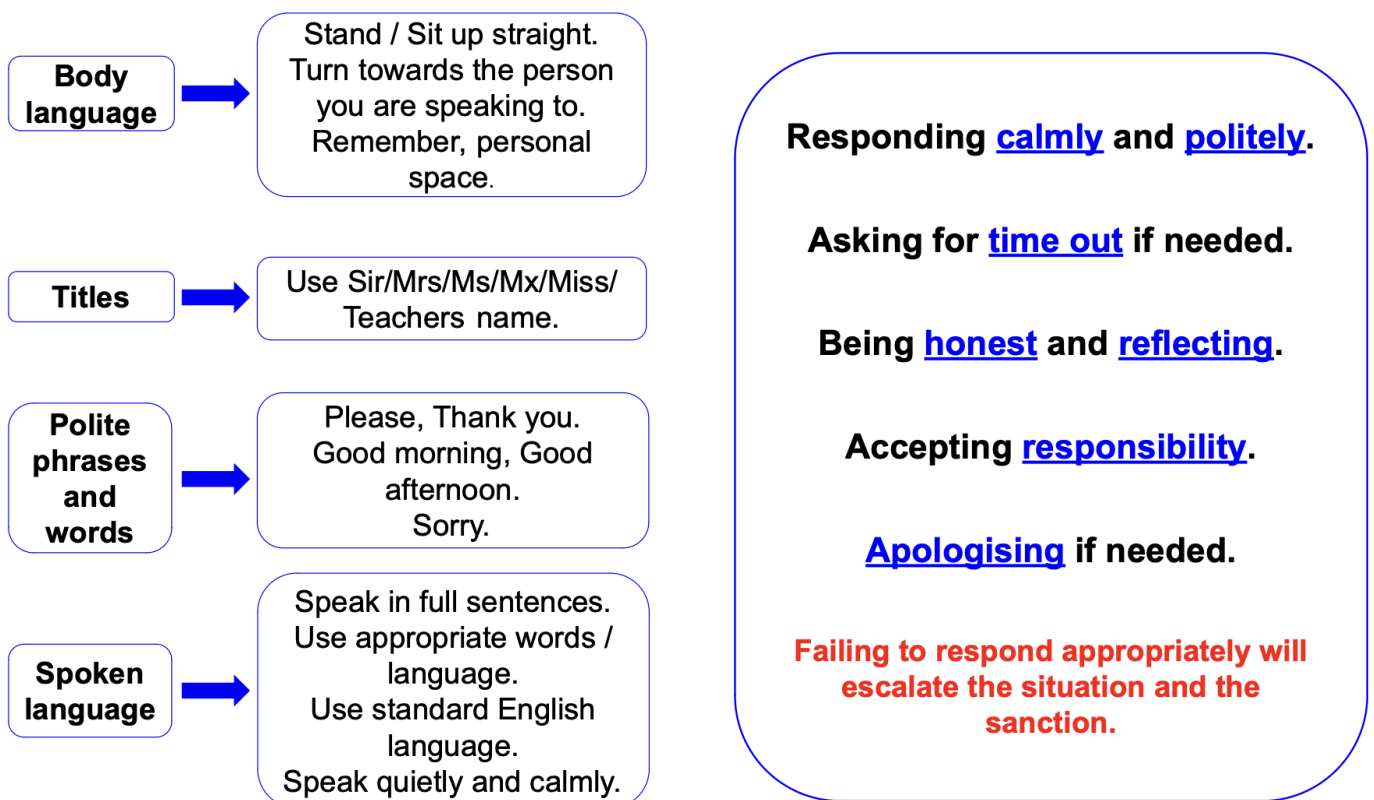 Body
language
Stand / Sit up straight.
Turn towards the person
you are speaking to.
Remember, personal
space.
Titles
Use Sir/Mrs/Ms/Mx/Miss/
Teachers name.
Polite
phrases
and
words
Please, Thank you.
Good morning, Good
afternoon.
Sorry.
Spoken
language
Speak in full sentences.
Use appropriate words /
language.
Use standard English
language.
Speak quietly and calmly.
Responding calmly and politely.
Asking for time out if needed.
Being honest and reflecting.
Accepting responsibility.
Apologising if needed.
Failing to respond appropriately will
escalate the situation and the
sanction.